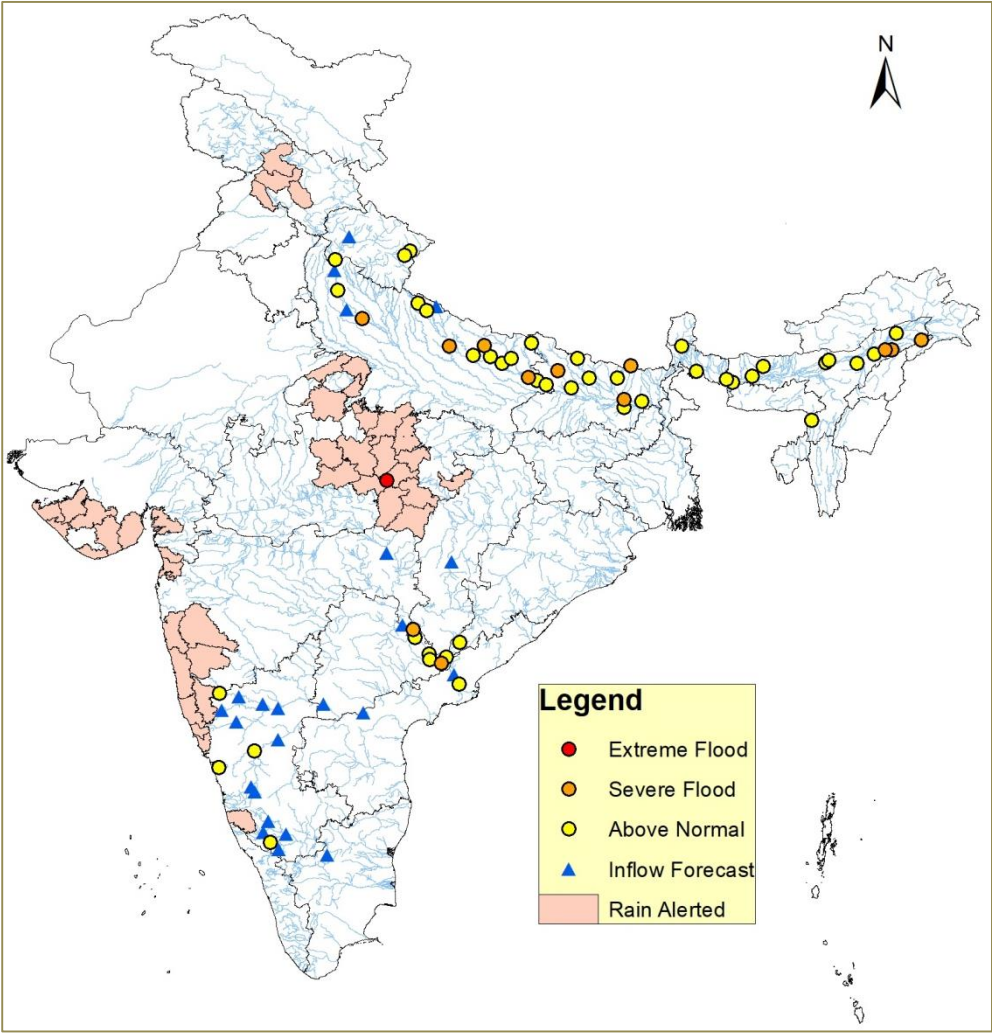 N
Legend
Extreme Flood
Severe Flood
Above Normal
Inflow Forecast
Rain Alerted